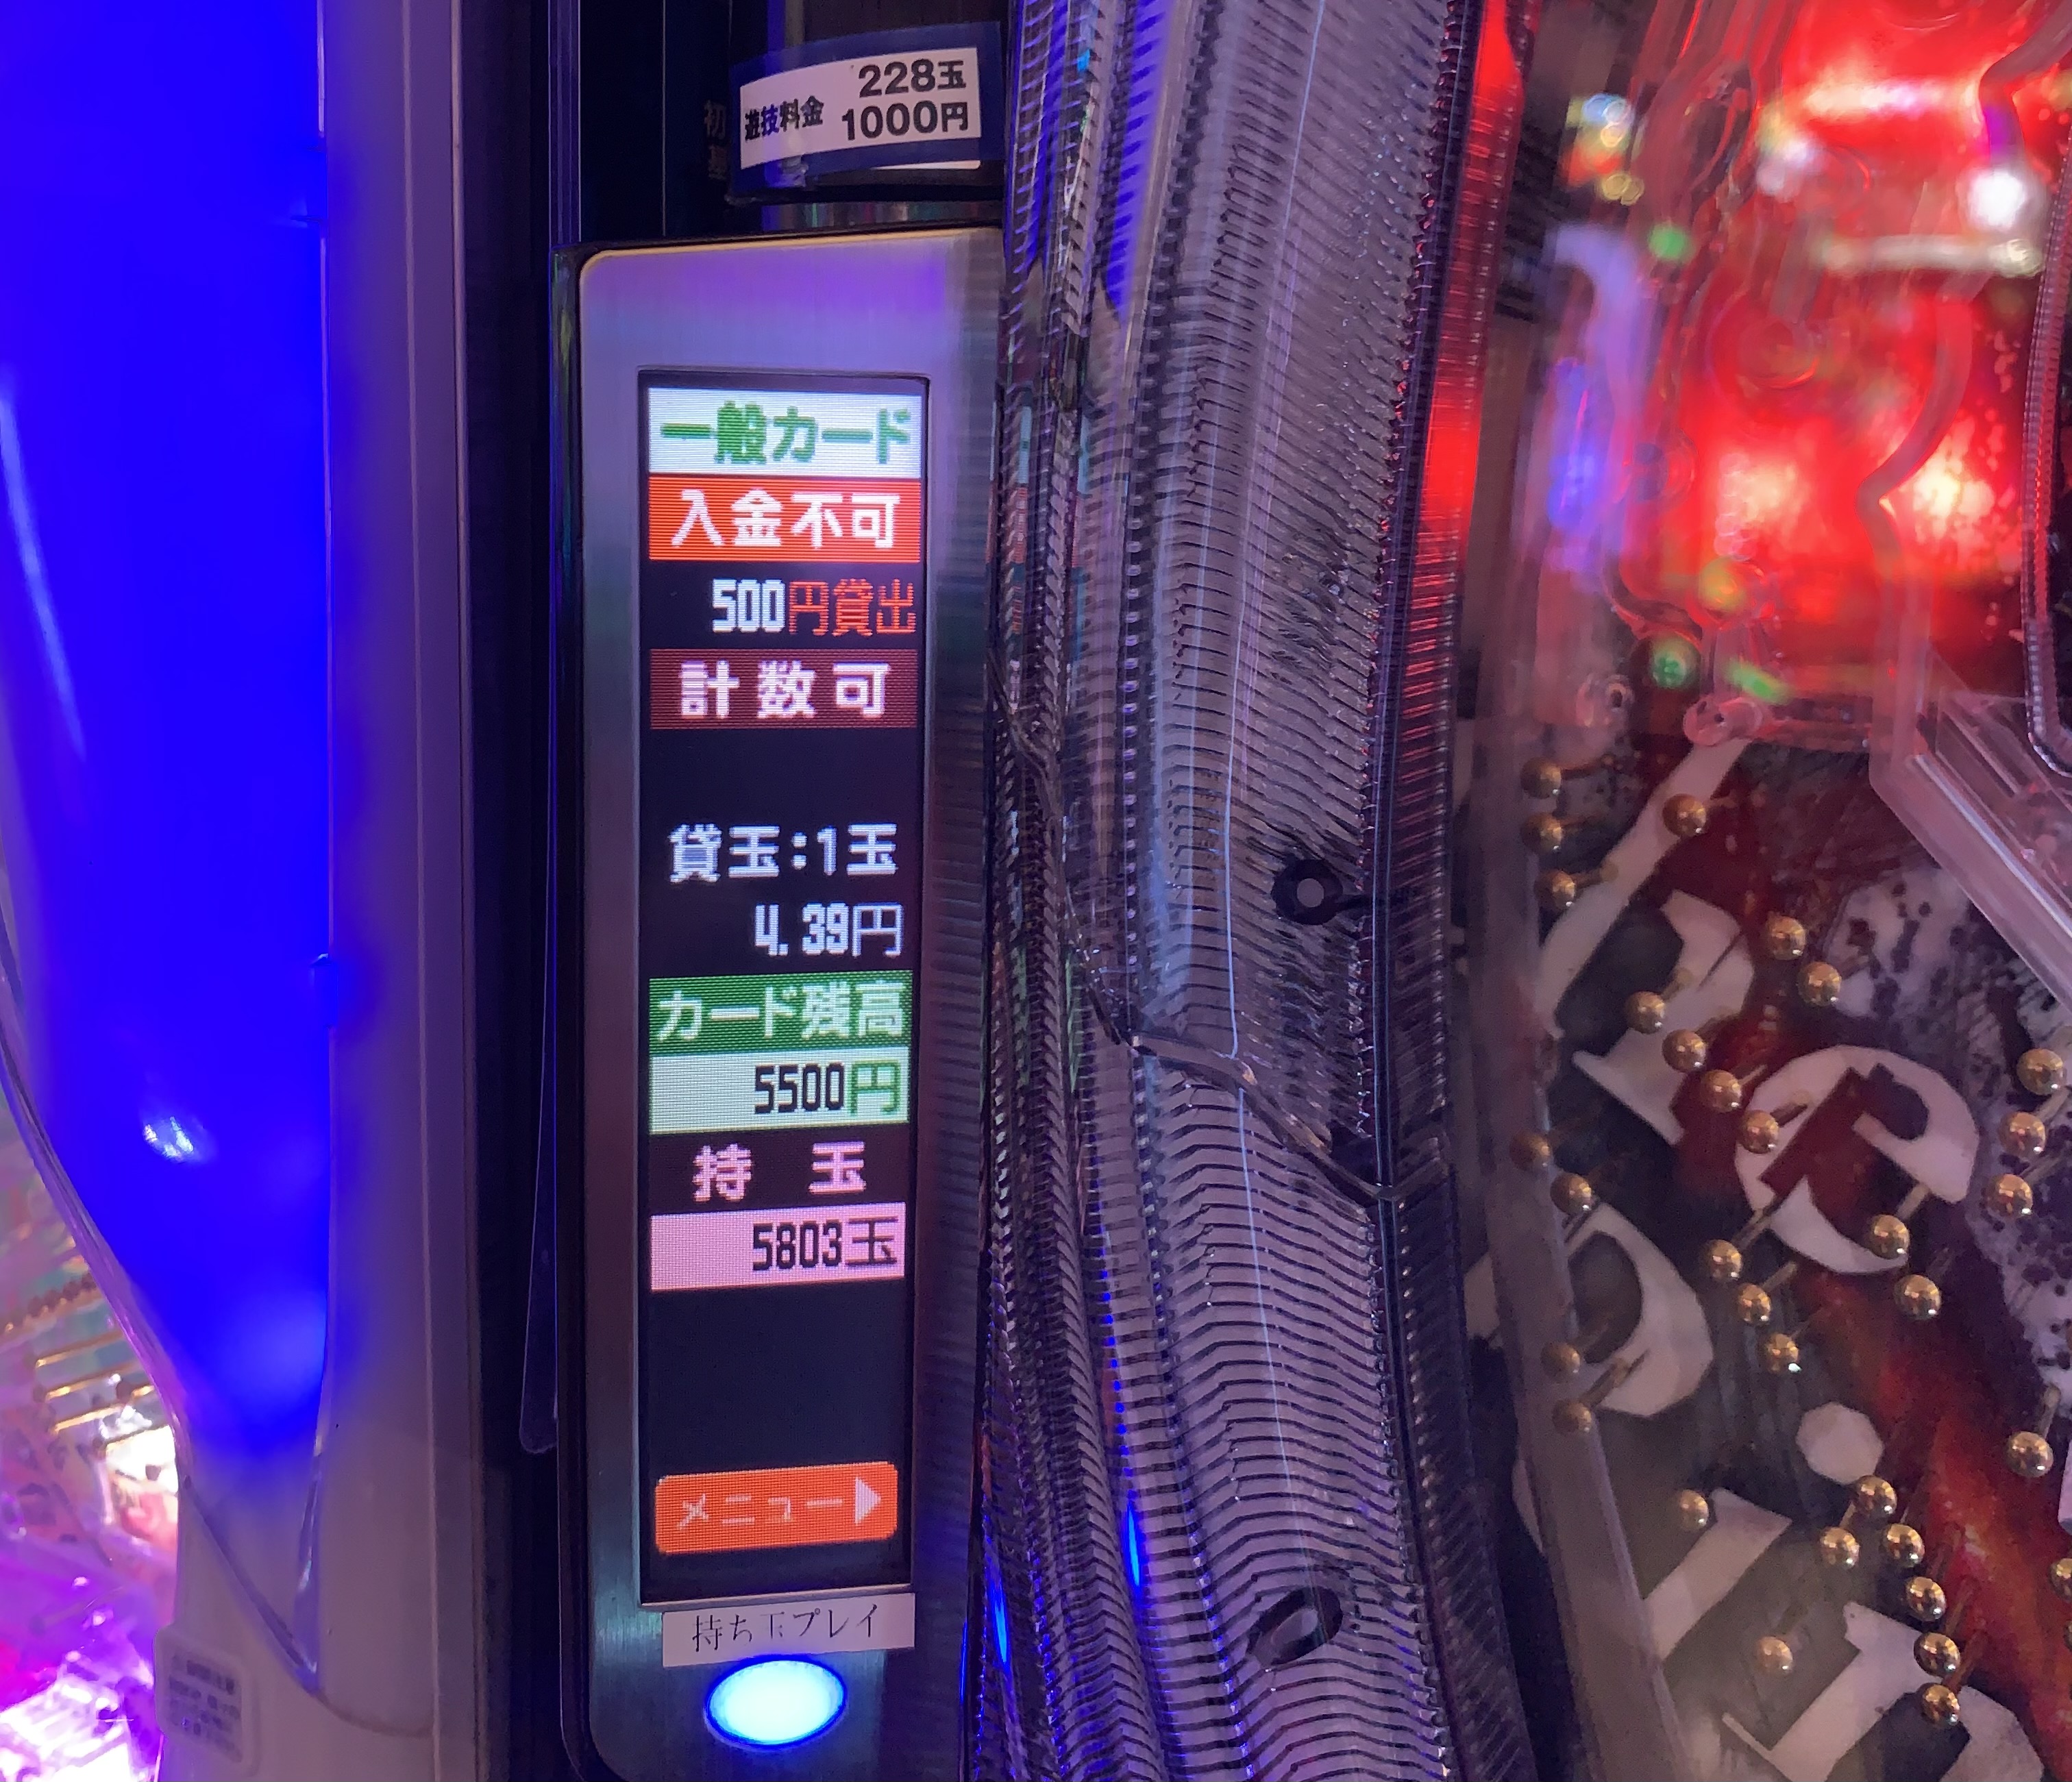 228玉
遊技料金 1000円
一般カード
入金不可
500円貸出
計数可
貸玉:1玉
4.39円
カード残高
5500円
持 玉
5803玉
メニュー
持ち玉プレイ